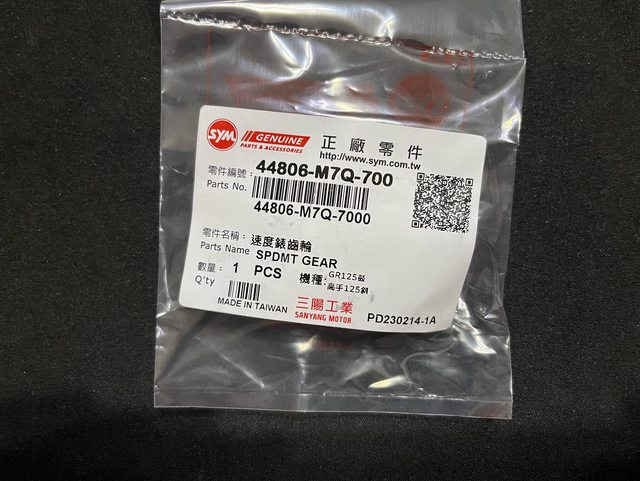 SYM GENUINE
PARTS & ACCESSORIES
正廠零件
http://www.sym.com.tw
零件編號: 44806-M7Q-700
Parts No.
44806-M7Q-7000
零件名稱: 速度錶齒輪
Parts Name SPDMT GEAR
數量: 1 PCS 機種: GR125鼓
Q'ty 高手125斜
MADE IN TAIWAN
三陽工業
SANYANG MOTOR
PD230214-1A